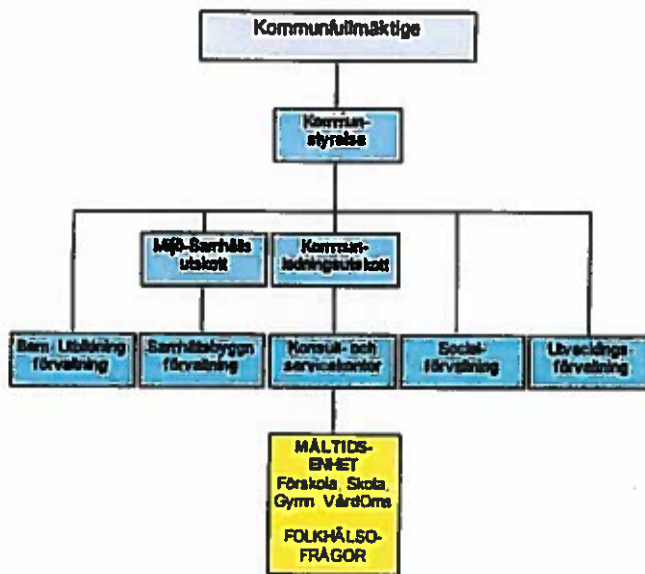 Kommunfullmäktige
Kommun-
styrelse
Miljö-Samhälls
utskott
Kommun-
ledningsutskott
Barn Utbildning
förvaltning
Samhällsbyggn
förvaltning
Konsult- och
servicekontor
Social-
förvaltning
Utvecklings-
förvaltning
MÅLTIDS-
ENHET
Förskola, Skola,
Gymn VårdOms
FOLKHÄLSO-
FRÅGOR